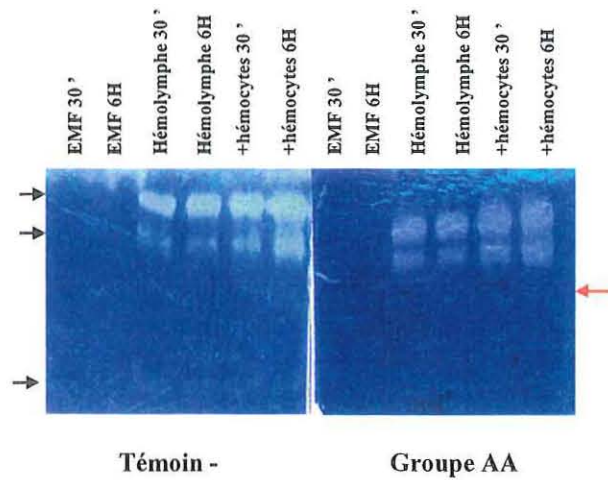 EMF 30 ’
EMF 6H
Hémolymphe 30 ’
Hémolymphe 6H
+hémocytes 30 ’
+hémocytes 6H
EMF 30 ’
EMF 6H
Hémolymphe 30 ’
Hémolymphe 6H
+hémocytes 30 ’
+hémocytes 6H
Témoin -
Groupe AA